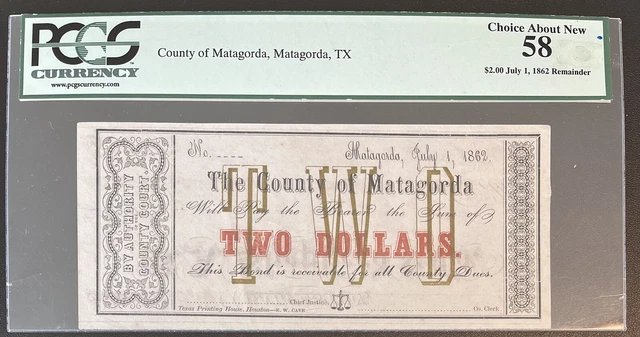 PCGS
CURRENCY
www.pcgscurrency.com
County of Matagorda, Matagorda, TX
Choice About New
58
$2.00 July 1, 1862 Remainder
No. Matagorda, July 1, 1862.
The County of Matagorda
Will Pay the Bearer the Sum of
TWO
TWO DOLLARS.
This Bond is receivable for all County Dues.
BY AUTHORITY
COUNTY COURT.
Chief Justice. Co. Clerk.
Texas Printing House, Houston—R. W. CAVE